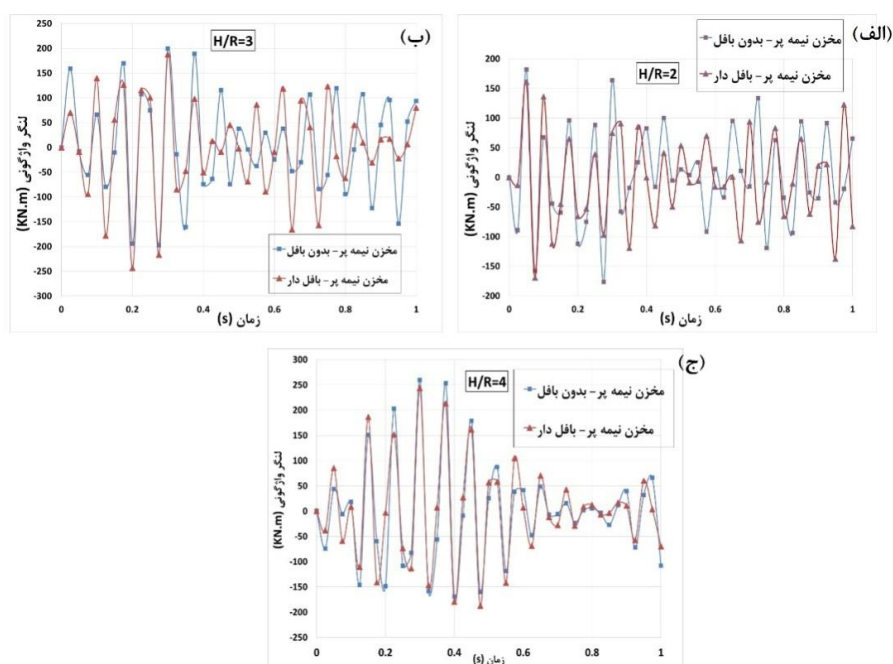 (الف)
H/R=2
مخزن نیمه پر- بدون بافل
مخزن نیمه پر- بافل دار
لنگر واژگونی (KN.m)
200
150
100
50
0
-50
-100
-150
-200
0 0.2 0.4 0.6 0.8 1
زمان (s)
(ب)
H/R=3
مخزن نیمه پر- بدون بافل
مخزن نیمه پر- بافل دار
لنگر واژگونی (KN.m)
250
200
150
100
50
0
-50
-100
-150
-200
-250
-300
0 0.2 0.4 0.6 0.8 1
زمان (s)
(ج)
H/R=4
مخزن نیمه پر- بدون بافل
مخزن نیمه پر- بافل دار
لنگر واژگونی (KN.m)
300
250
200
150
100
50
0
-50
-100
-150
-200
-250
0 0.2 0.4 0.6 0.8 1
زمان (s)